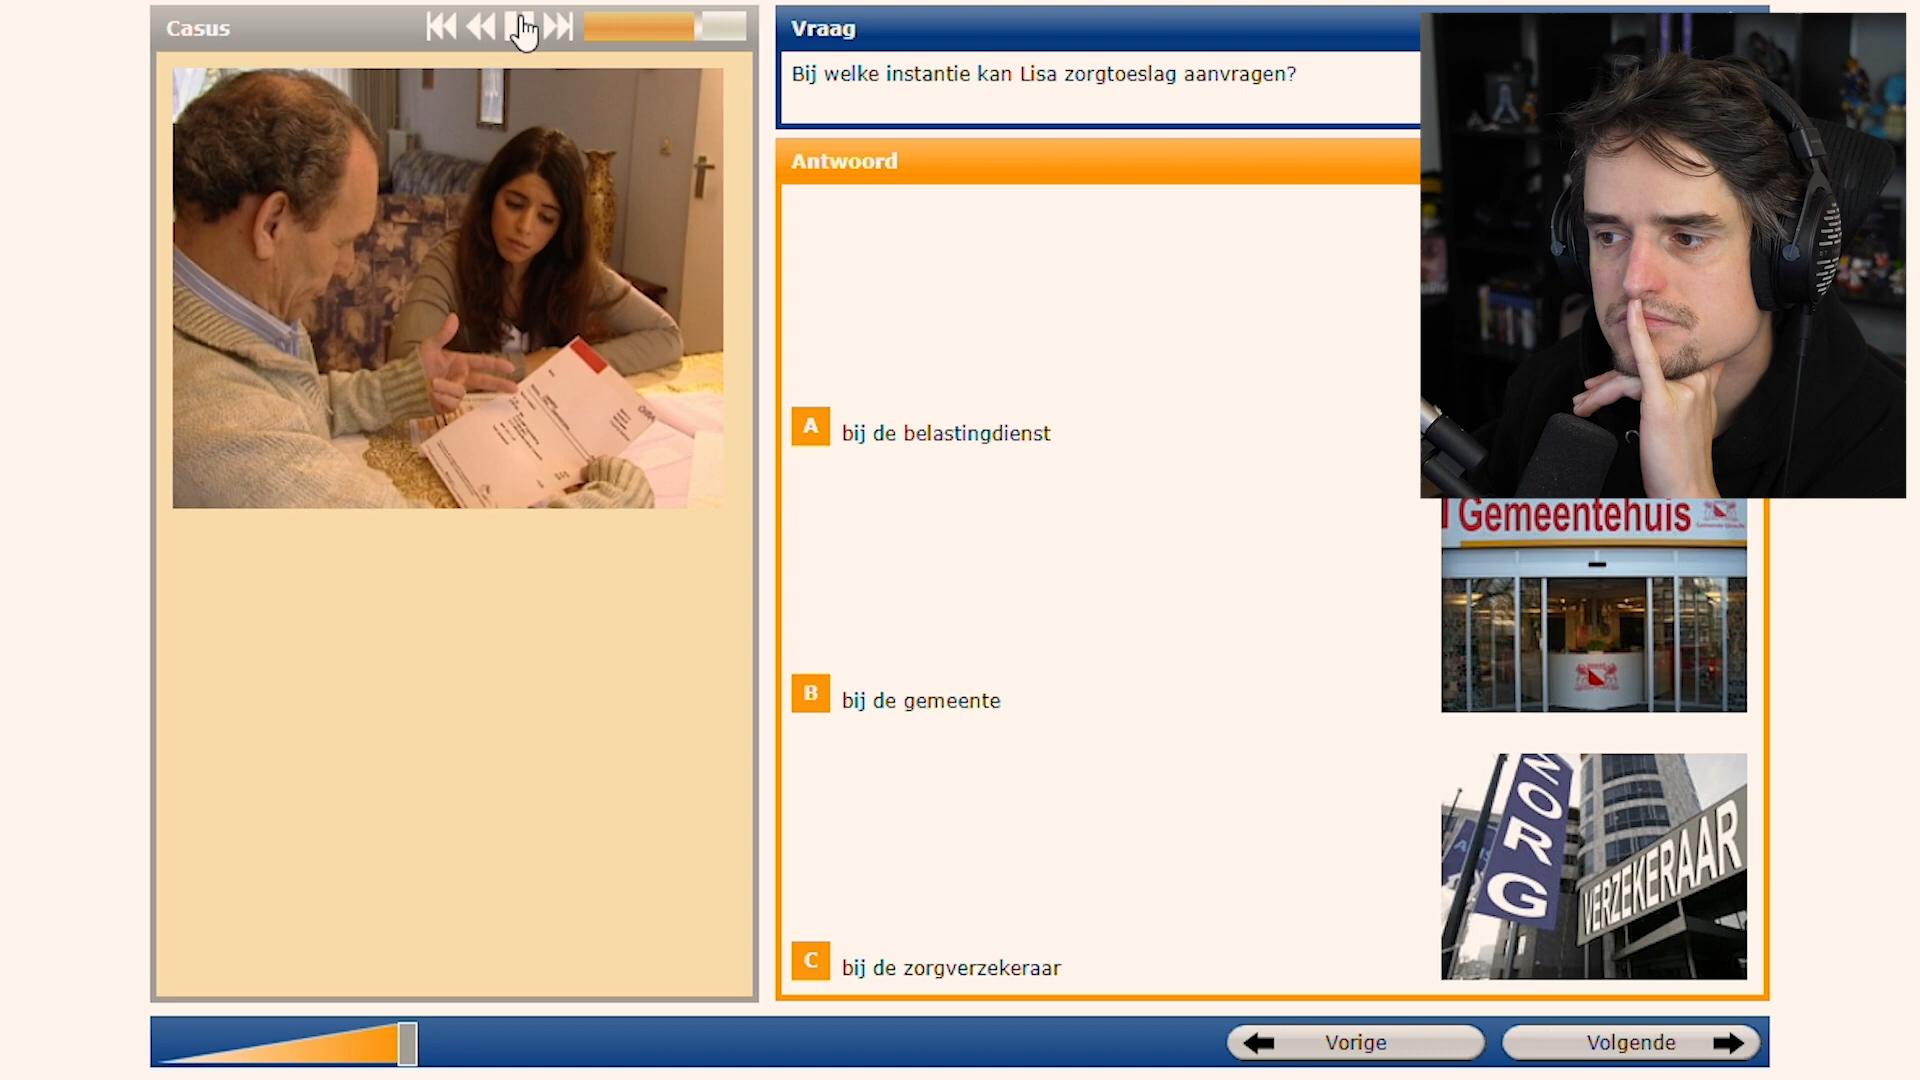 Casus
Vraag
Bij welke instantie kan Lisa zorgtoeslag aanvragen?
Antwoord
A
bij de belastingdienst
Gemeentehuis
B
bij de gemeente
ZORG
VERZEKERAAR
C
bij de zorgverzekeraar
Vorige
Volgende